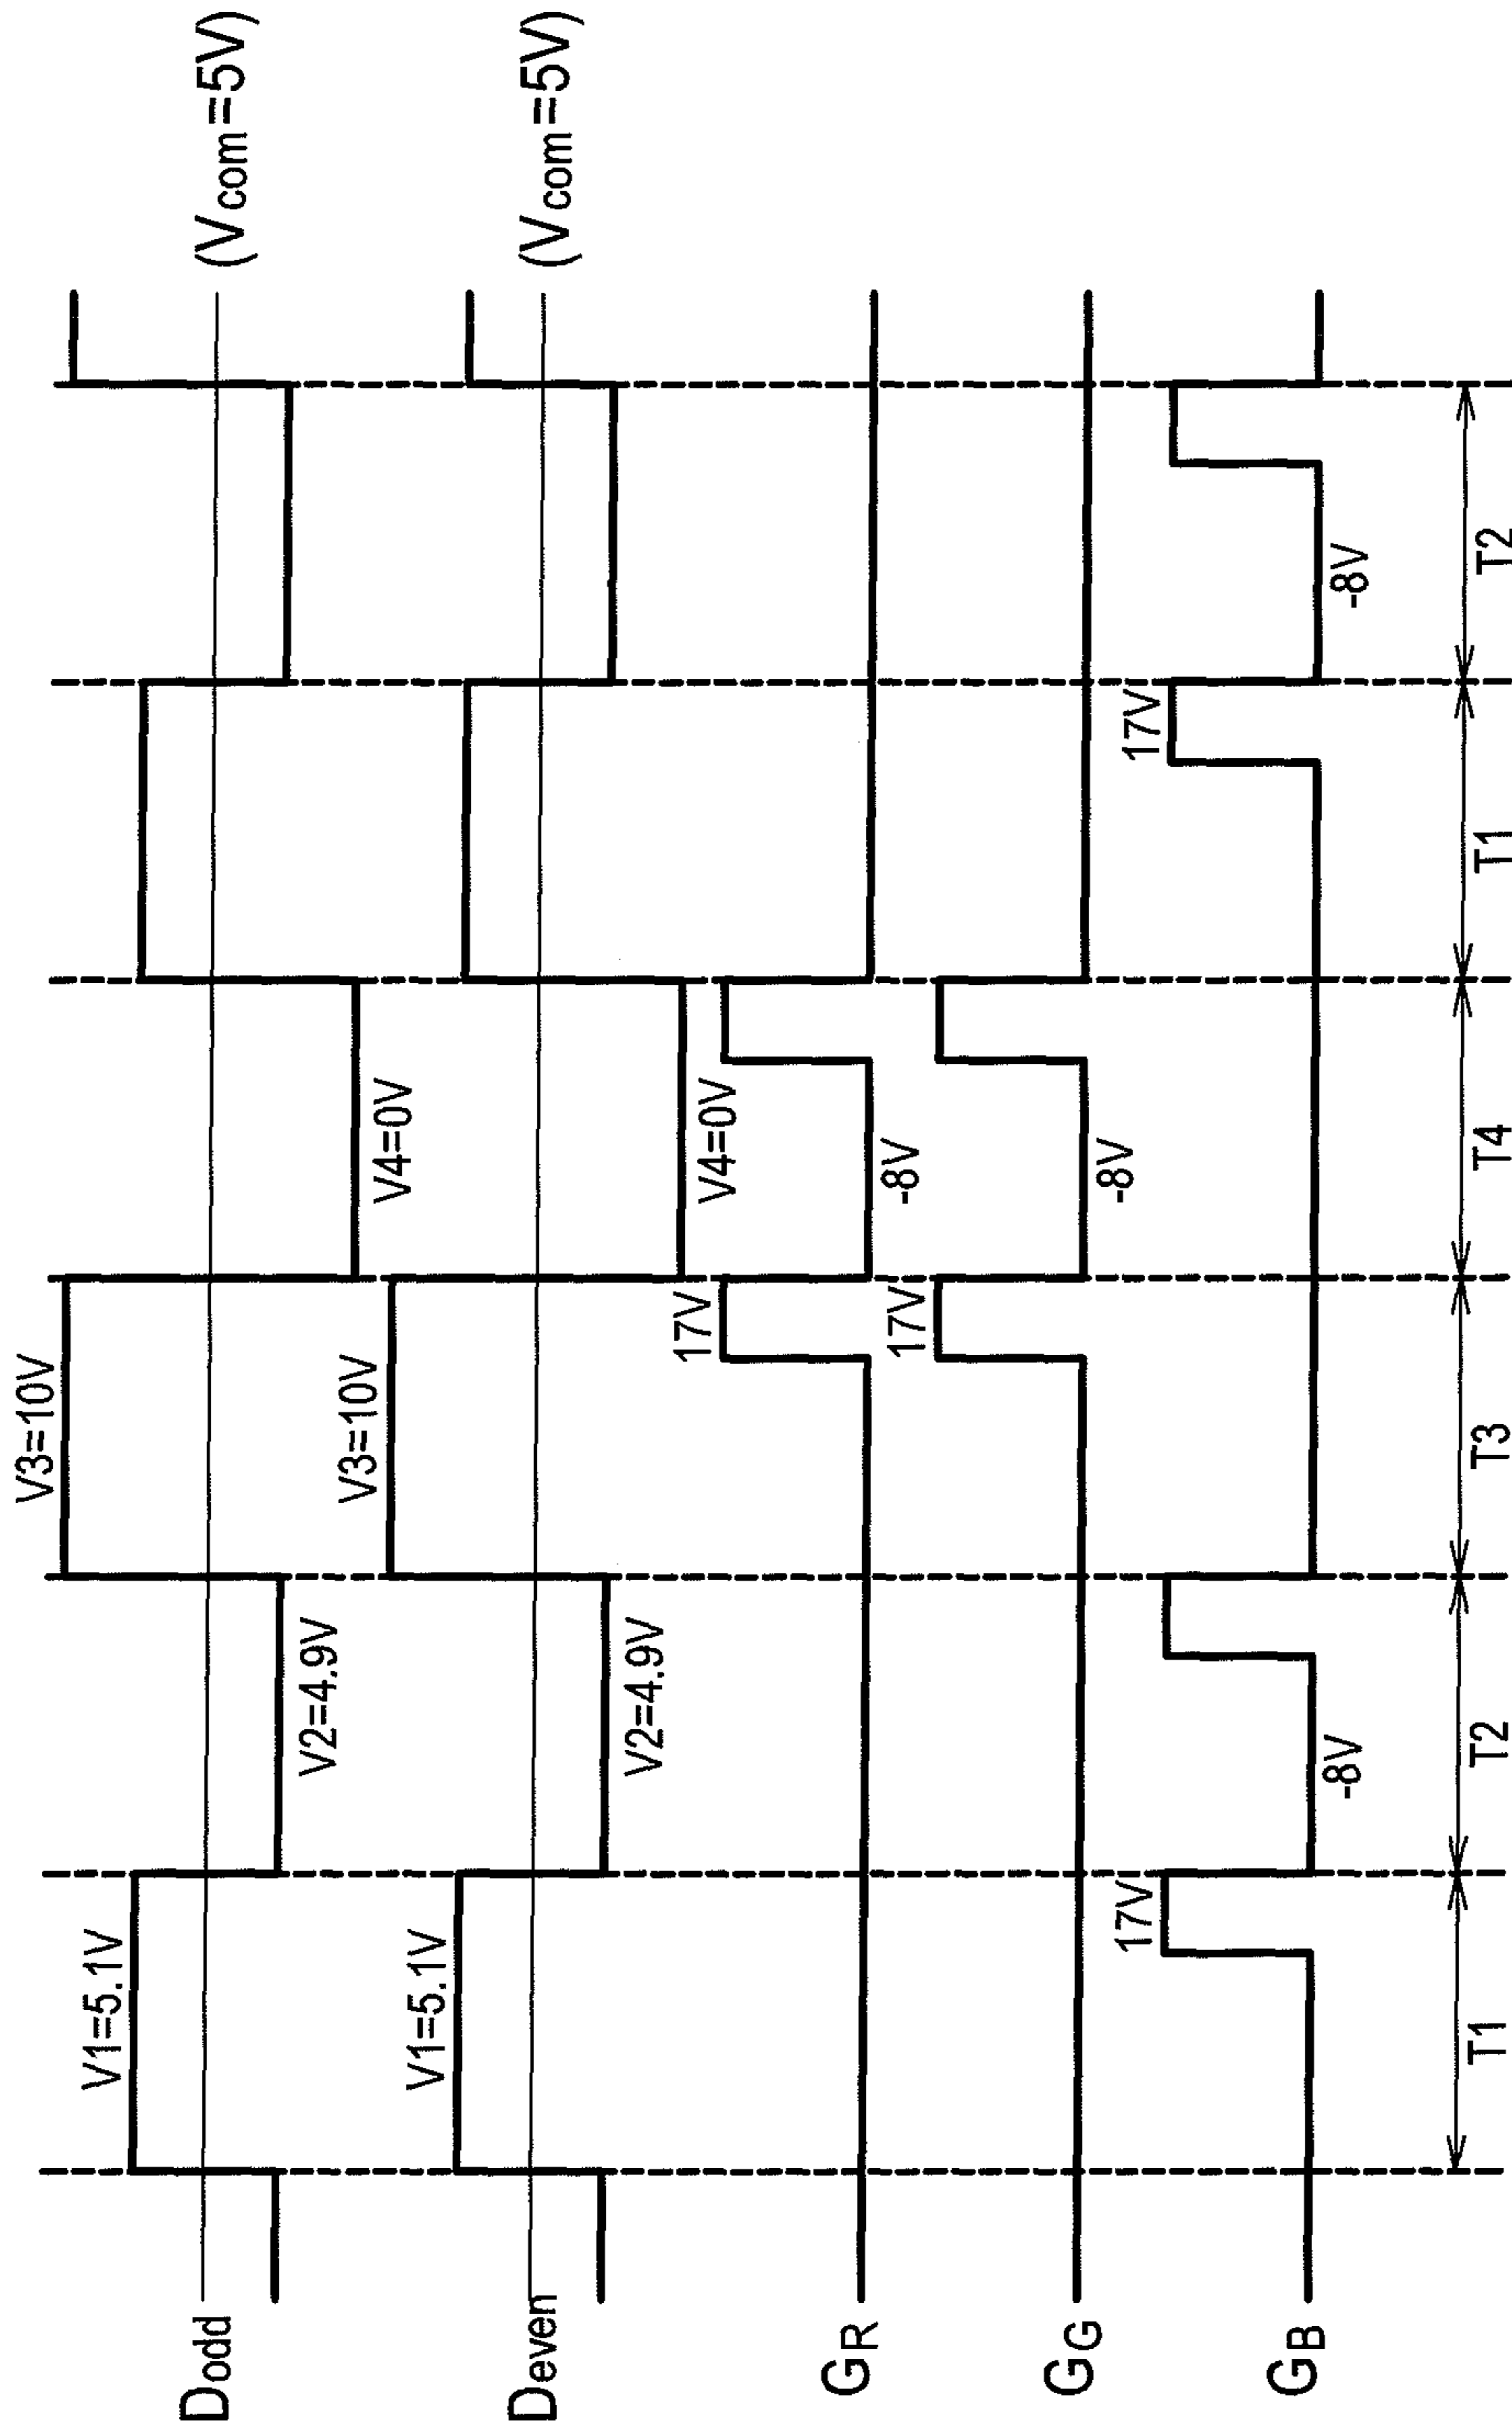 V3=10V
V1=5.1V
Dodd
(Vcom=5V)
V2=4.9V
V4=0V
V3=10V
V1=5.1V
Deven
(Vcom=5V)
V2=4.9V
V4=0V
17V
GR
-8V
17V
GG
-8V
17V
17V
GB
-8V
-8V
T1
T2
T3
T4
T1
T2